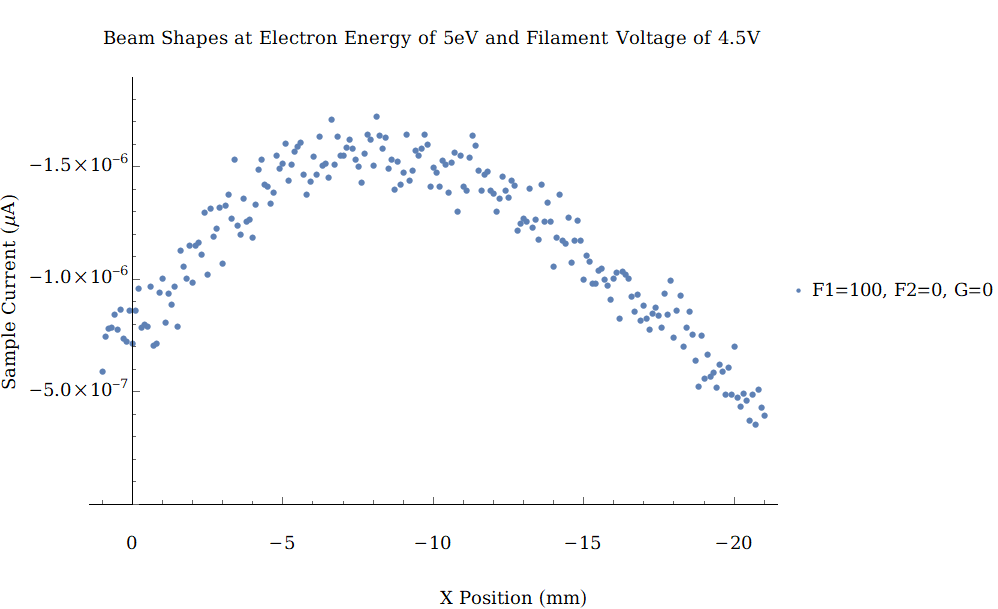 Beam Shapes at Electron Energy of 5eV and Filament Voltage of 4.5V
Sample Current (μA)
−1.5×10⁻⁶
−1.0×10⁻⁶
−5.0×10⁻⁷
F1=100, F2=0, G=0
0 −5 −10 −15 −20
X Position (mm)